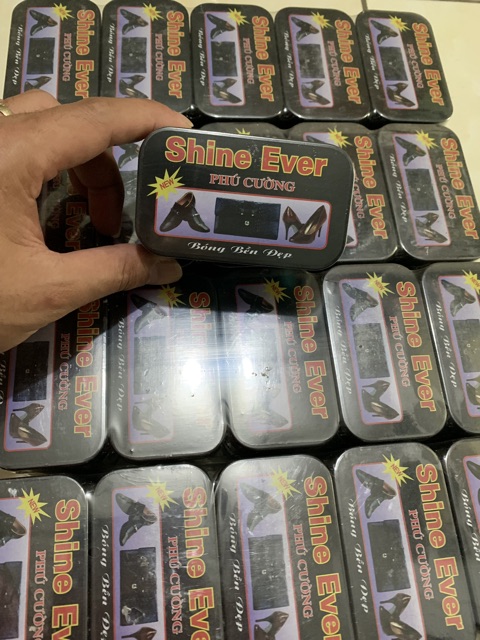 Shine Ever
PHÚ CƯỜNG
NEW
Bóng Bền Đẹp